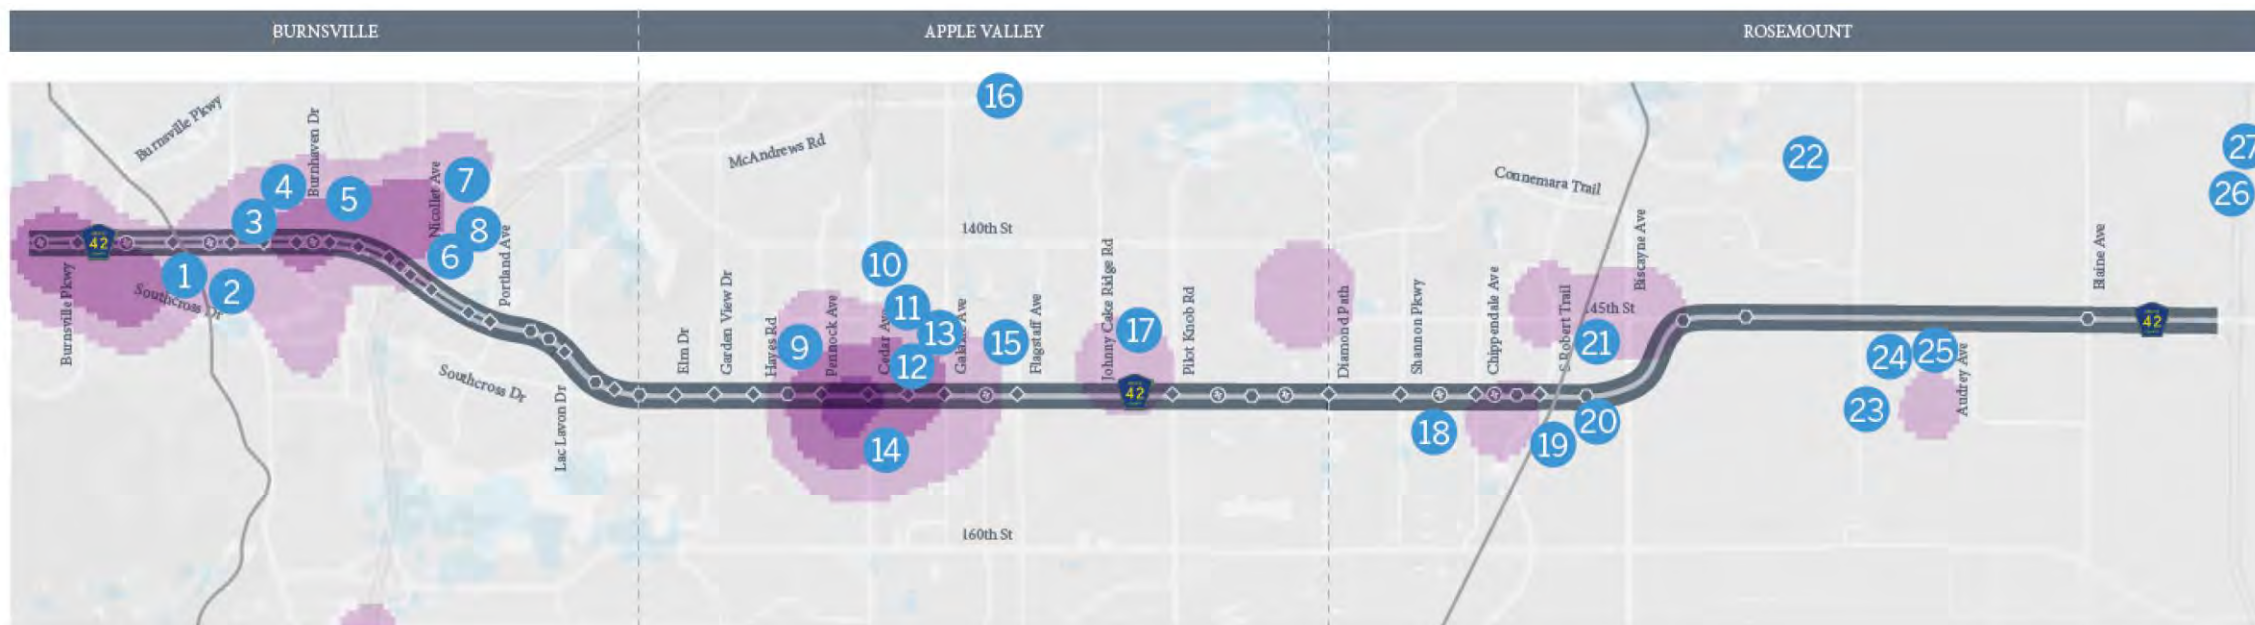 BURNSVILLE
APPLE VALLEY
ROSEMOUNT
Burnsville Pkwy
Burnhaven Dr
Nicollet Ave
Portland Ave
Burnsville Pkwy
Southcross Dr
Southcross Dr
Lac Lavon Dr
McAndrews Rd
140th St
Elm Dr
Garden View Dr
Hayes Rd
Pennock Ave
Cedar Av
Gala
Flagstaff Ave
Johnny Cake Ridge Rd
Pilot Knob Rd
160th St
Diamond Path
Shannon Pkwy
Chippendale Ave
S Robert Trail
Connemara Trail
Biscayne Ave
145th St
Blaine Ave
Audrey Ave
42
42
42
1
2
3
4
5
6
7
8
9
10
11
12
13
14
15
16
17
18
19
20
21
22
23
24
25
26
27